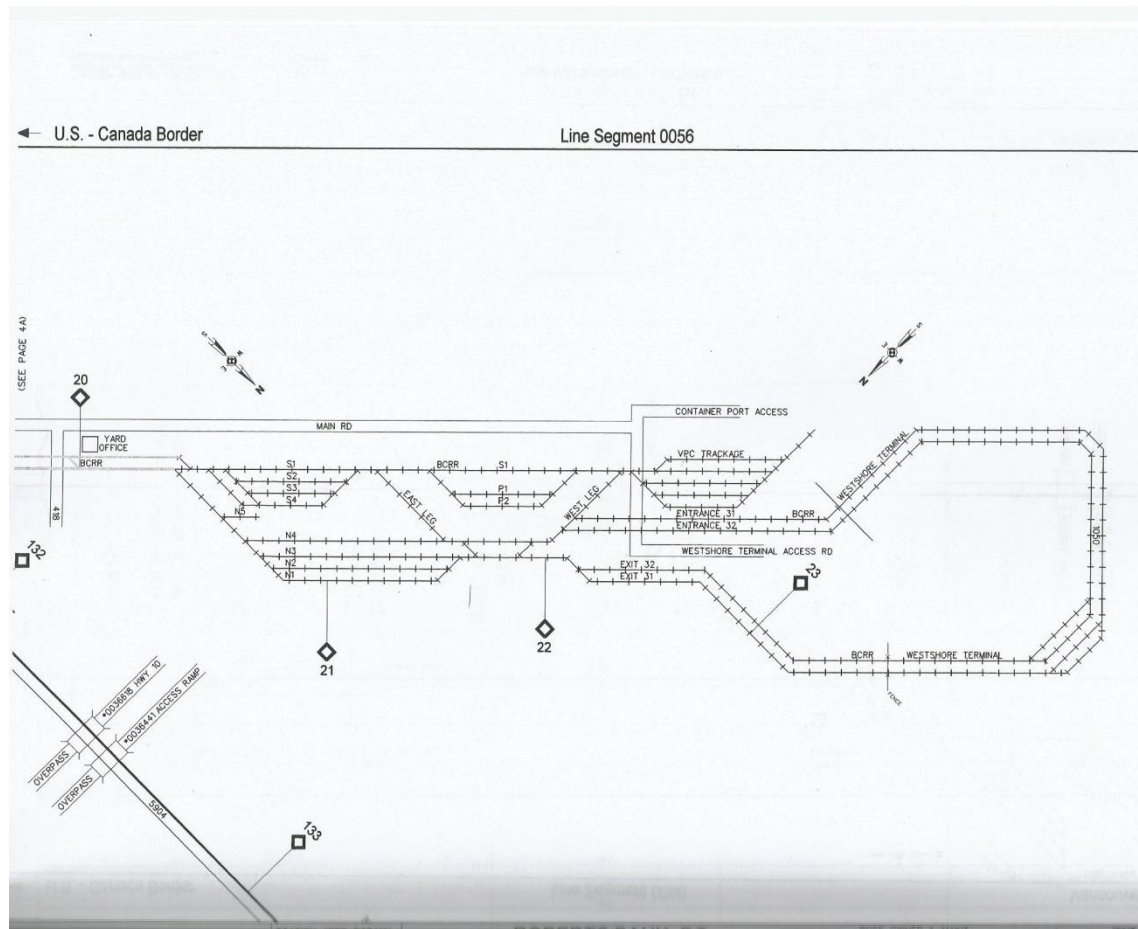 U.S. - Canada Border
Line Segment 0056
(SEE PAGE 4A)
S
N
S
N
20
CONTAINER PORT ACCESS
MAIN RD
YARD
OFFICE
BCRR
VPC TRACKAGE
WESTSHORE TERMINAL
S1
BCRR
S1
S2
S3
P1
S4
P2
EAST LEG
WEST LEG
N5
ENTRANCE 31
BCRR
418
ENTRANCE 32
N4
1050
N3
WESTSHORE TERMINAL ACCESS RD
132
N2
EXIT 32
N1
EXIT 31
23
22
21
BCRR
WESTSHORE TERMINAL
FENCE
*0036618 HWY 10
*0036441 ACCESS RAMP
OVERPASS
OVERPASS
5904
133